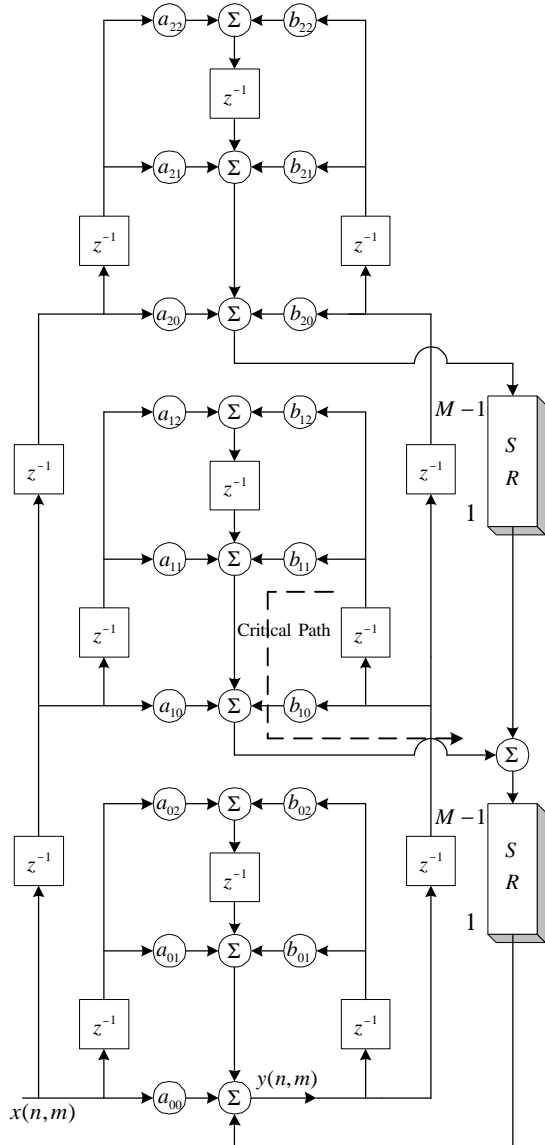 a₂₂ Σ b₂₂
z⁻¹
a₂₁ Σ b₂₁
z⁻¹ z⁻¹
a₂₀ Σ b₂₀
a₁₂ Σ b₁₂
M−1
z⁻¹ z⁻¹ z⁻¹ S
R
1
a₁₁ Σ b₁₁
z⁻¹ Critical Path z⁻¹
a₁₀ Σ b₁₀
Σ
a₀₂ Σ b₀₂
M−1
z⁻¹ z⁻¹ z⁻¹ S
R
1
a₀₁ Σ b₀₁
z⁻¹ z⁻¹
a₀₀ Σ y(n,m)
x(n,m)